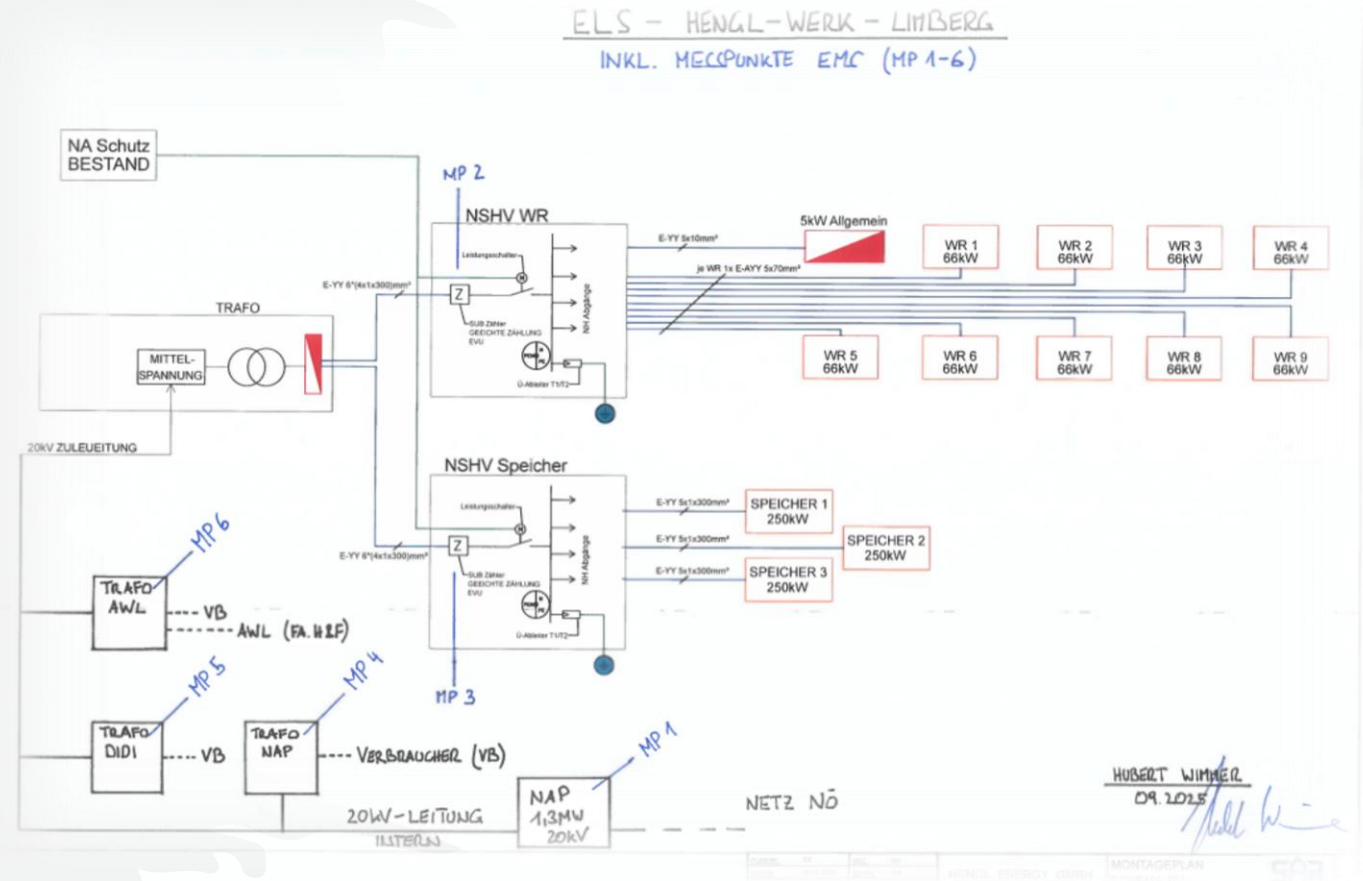 ELS - HENGL-WERK - LIMBERG
INKL. MESSPUNKTE EMC (MP 1-6)
NA Schutz
BESTAND
MP 2
NSHV WR
Leistungsschalter
E-YY 6*(4x1x300)mm²
Z
SUB Zähler
GEEICHTE ZÄHLUNG
EVU
NH Abgänge
Ü-Ableiter T1/T2
E-YY 5x10mm²
5kW Allgemein
je WR 1x E-AYY 5x70mm²
WR 1
66kW
WR 2
66kW
WR 3
66kW
WR 4
66kW
WR 5
66kW
WR 6
66kW
WR 7
66kW
WR 8
66kW
WR 9
66kW
TRAFO
MITTEL-
SPANNUNG
20kV ZULEUEITUNG
NSHV Speicher
Leistungsschalter
E-YY 6*(4x1x300)mm²
Z
SUB Zähler
GEEICHTE ZÄHLUNG
EVU
NH Abgänge
Ü-Ableiter T1/T2
E-YY 5x1x300mm²
SPEICHER 1
250kW
E-YY 5x1x300mm²
SPEICHER 2
250kW
E-YY 5x1x300mm²
SPEICHER 3
250kW
MP 3
MP 6
TRAFO
AWL
VB
AWL (FA. H&F)
MP 5
TRAFO
DIDI
VB
MP 4
TRAFO
NAP
VERBRAUCHER (VB)
MP 1
NAP
1,3MW
20kV
20kV-LEITUNG
INTERN
NETZ NÖ
HUBERT WIMMER
09.2025
HENGL ENERGY GMBH
MONTAGEPLAN